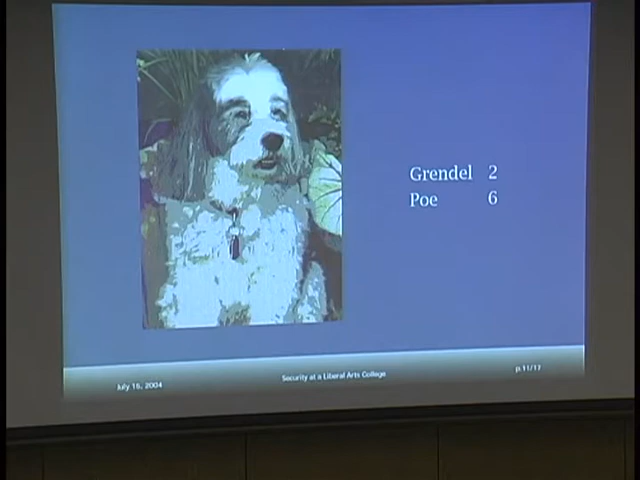 Grendel 2
Poe 6
July 15, 2004
Security at a Liberal Arts College
p.11/17